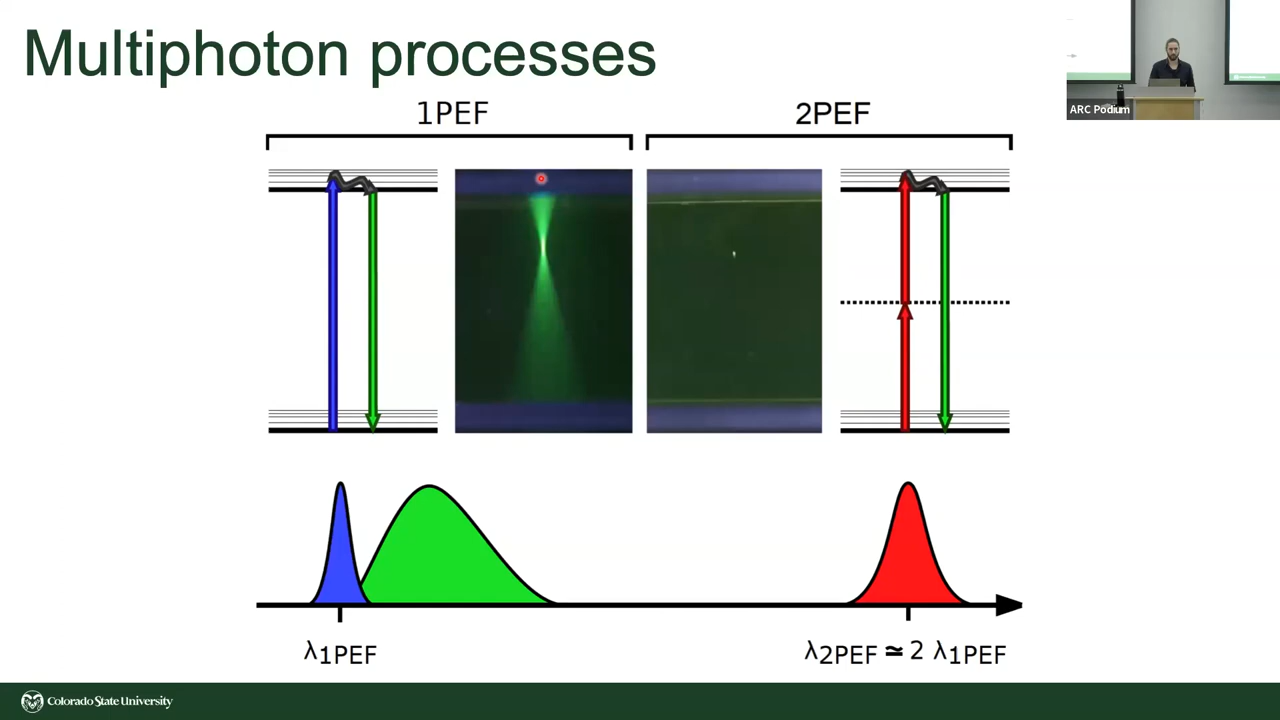 Multiphoton processes
ARC Podium
1PEF
2PEF
λ1PEF
λ2PEF ≅ 2 λ1PEF
Colorado State University